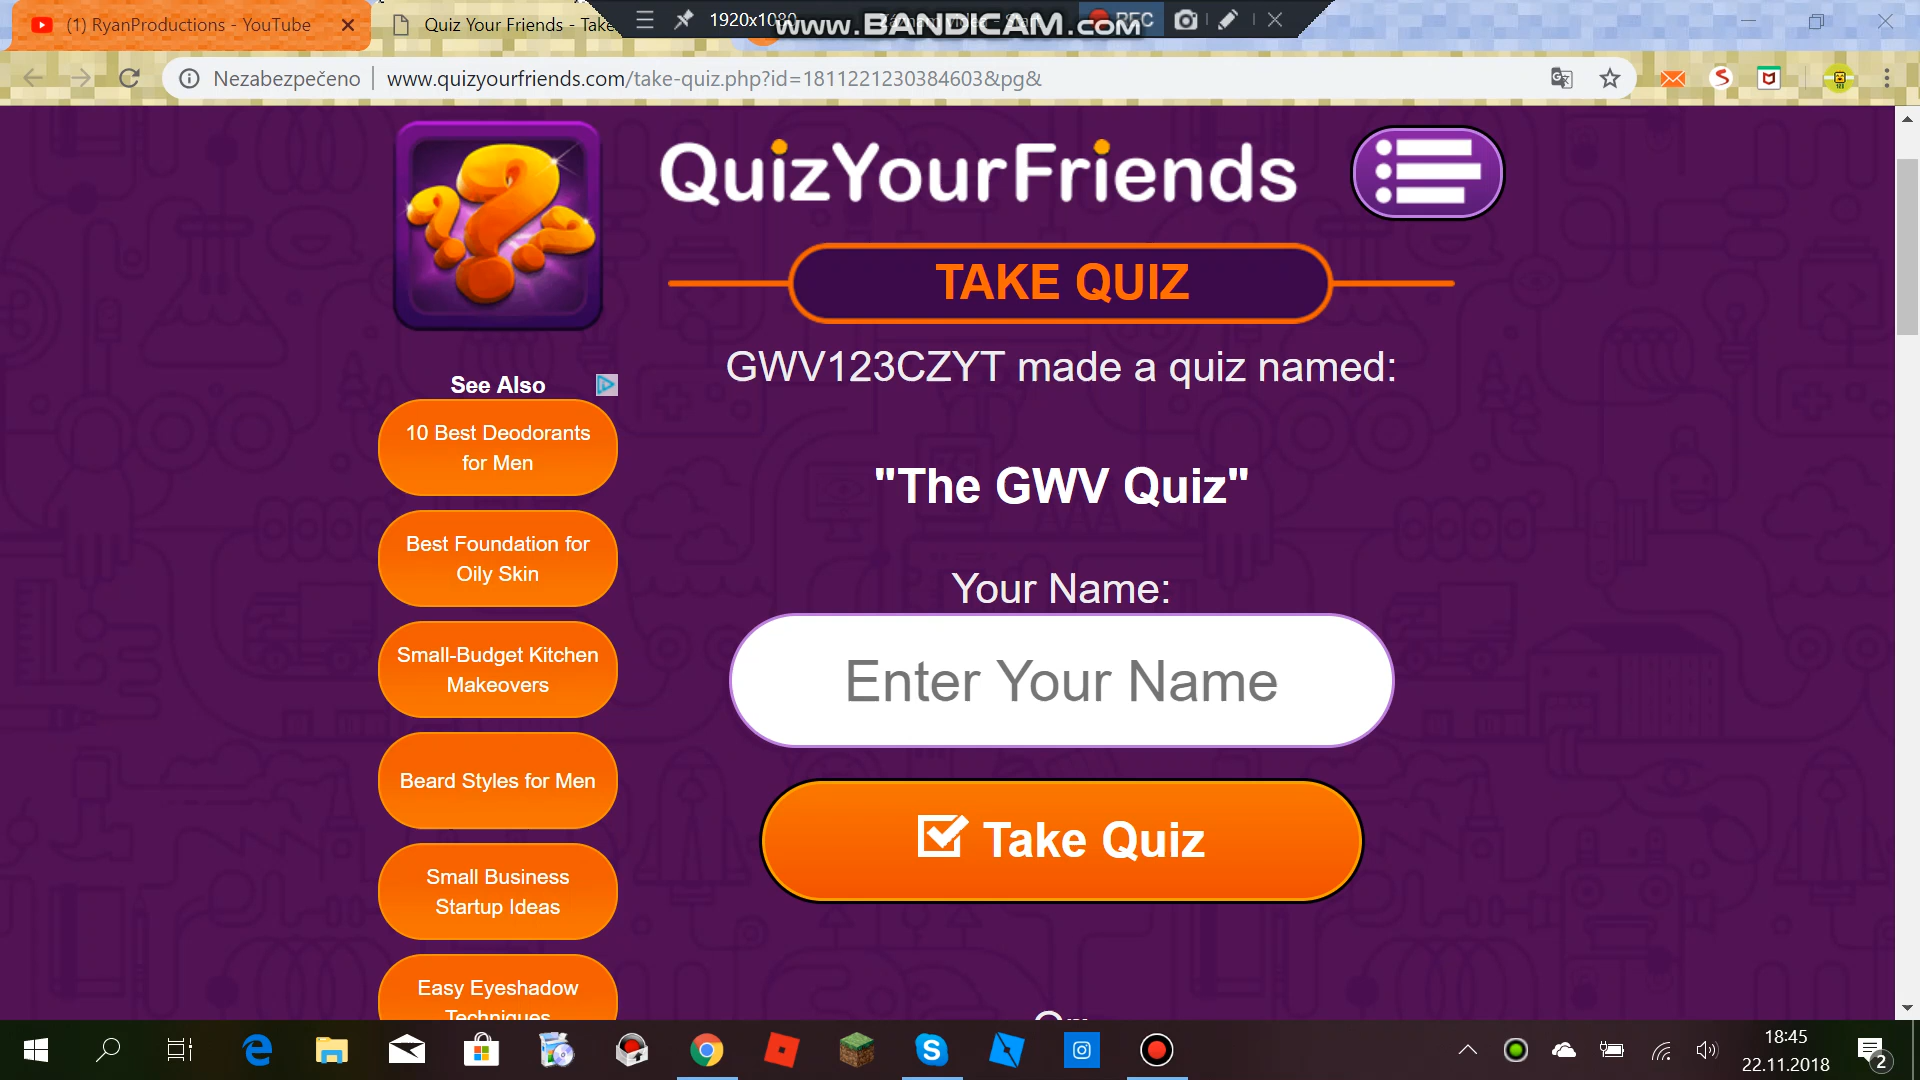 (1) RyanProductions - YouTube
Quiz Your Friends - Take
1920x1080
www.BANDICAM.com
REC
Nezabezpečeno
www.quizyourfriends.com/take-quiz.php?id=1811221230384603&pg&
QuizYourFriends
TAKE QUIZ
GWV123CZYT made a quiz named:
"The GWV Quiz"
Your Name:
Enter Your Name
Take Quiz
See Also
10 Best Deodorants
for Men
Best Foundation for
Oily Skin
Small-Budget Kitchen
Makeovers
Beard Styles for Men
Small Business
Startup Ideas
Easy Eyeshadow
Techniques
18:45
22.11.2018
2